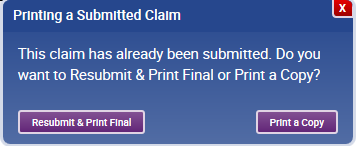 Printing a Submitted Claim
X
This claim has already been submitted. Do you
want to Resubmit & Print Final or Print a Copy?
Resubmit & Print Final
Print a Copy